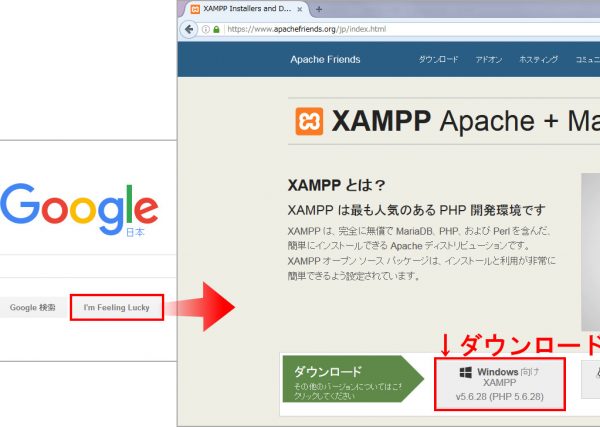 XAMPP Installers and D...
https://www.apachefriends.org/jp/index.html
Apache Friends
ダウンロード
アドオン
ホスティング
コミュニ
XAMPP Apache + Ma
Google
日本
Google 検索
I'm Feeling Lucky
XAMPP とは？
XAMPP は最も人気のある PHP 開発環境です
XAMPP は、完全に無償で MariaDB、PHP、および Perl を含んだ、
簡単にインストールできる Apache ディストリビューションです。
XAMPP オープン ソース パッケージは、インストールと利用が非常に
簡単できるよう設定されています。
↓ダウンロード
ダウンロード
その他のバージョンについてはこち
クリックしてください
Windows 向け
XAMPP
v5.6.28 (PHP 5.6.28)